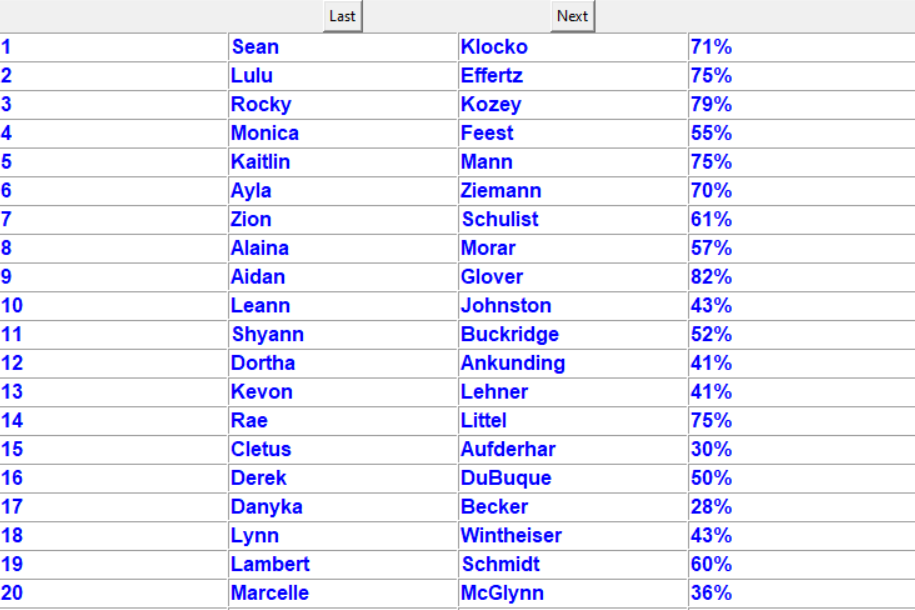 Last Next
1 Sean Klocko 71%
2 Lulu Effertz 75%
3 Rocky Kozey 79%
4 Monica Feest 55%
5 Kaitlin Mann 75%
6 Ayla Ziemann 70%
7 Zion Schulist 61%
8 Alaina Morar 57%
9 Aidan Glover 82%
10 Leann Johnston 43%
11 Shyann Buckridge 52%
12 Dortha Ankunding 41%
13 Kevon Lehner 41%
14 Rae Littel 75%
15 Cletus Aufderhar 30%
16 Derek DuBuque 50%
17 Danyka Becker 28%
18 Lynn Wintheiser 43%
19 Lambert Schmidt 60%
20 Marcelle McGlynn 36%